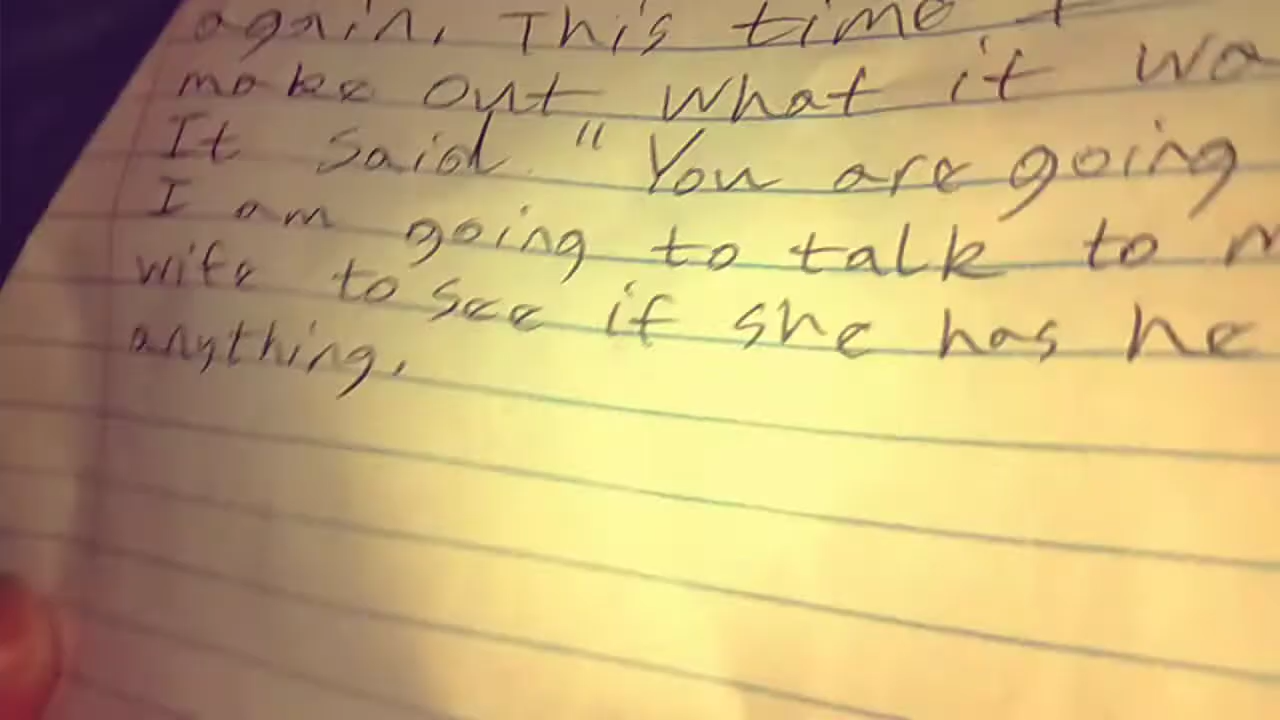 again. This time I
make out what it wa
It said "You are going
I am going to talk to m
wife to see if she has he
anything.